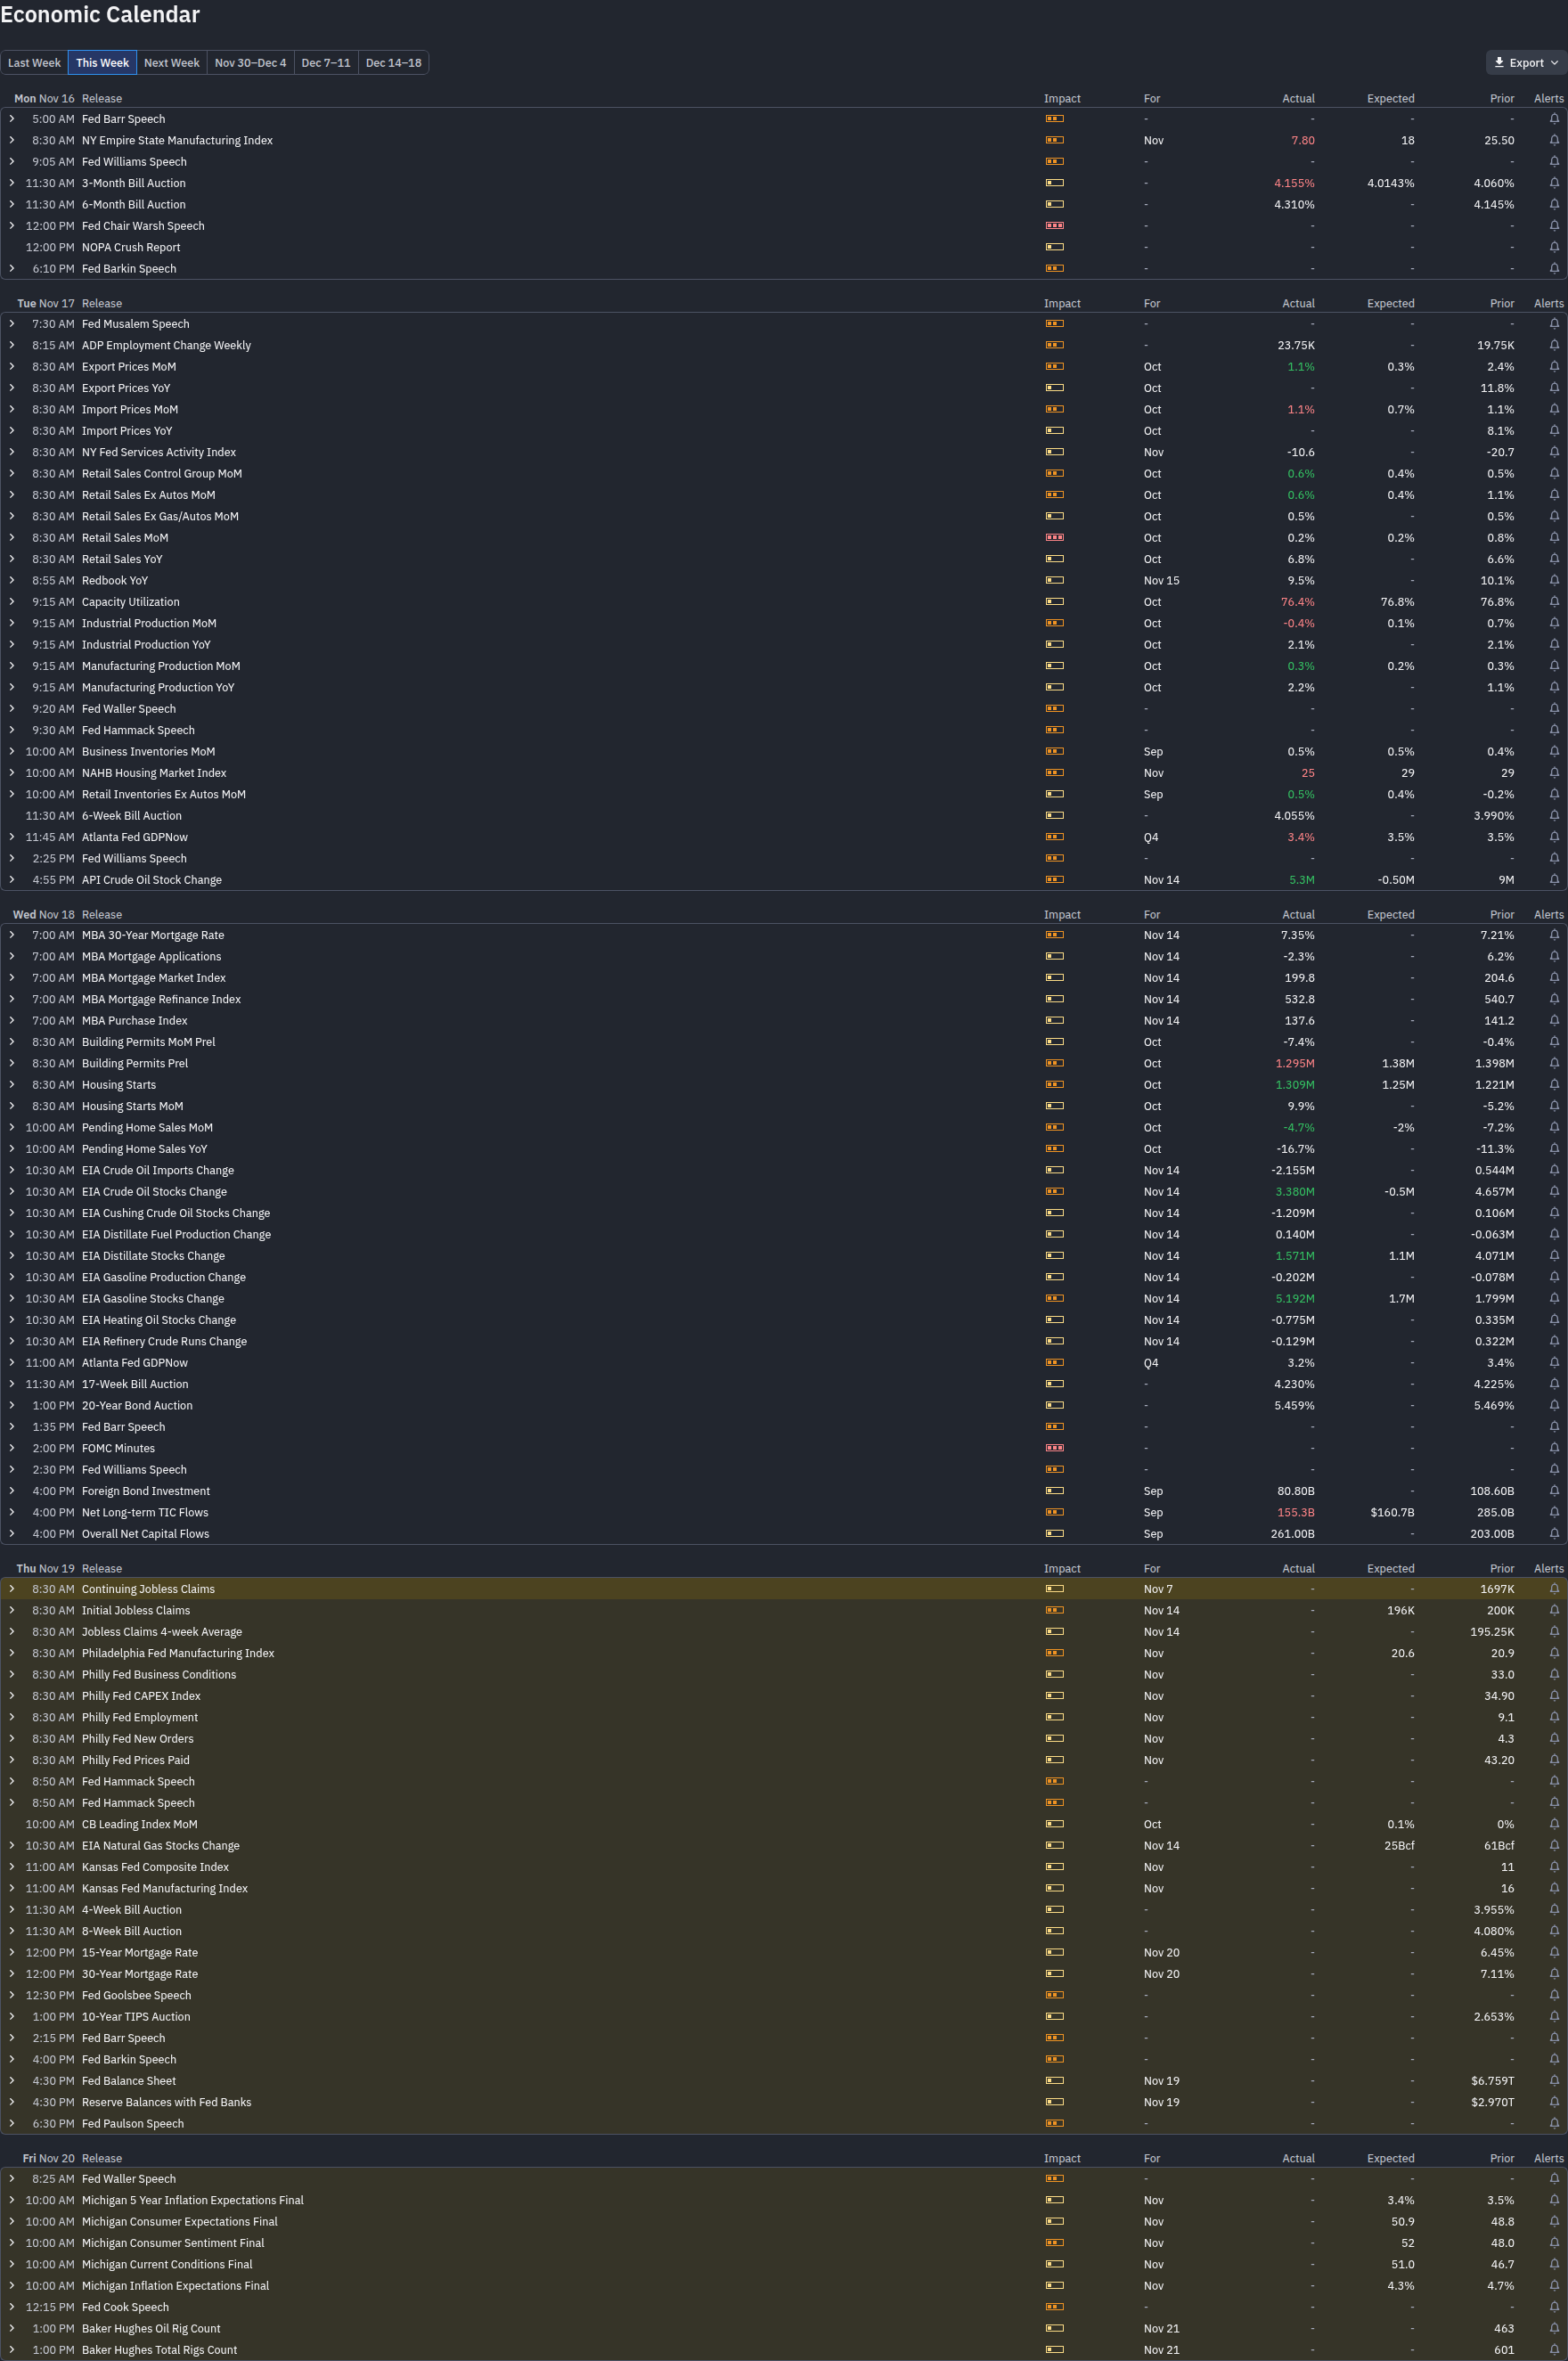 Economic Calendar
Last Week This Week Next Week Nov 30–Dec 4 Dec 7–11 Dec 14–18 Export
Mon Nov 16 Release Impact For Actual Expected Prior Alerts
5:00 AM Fed Barr Speech - - - -
8:30 AM NY Empire State Manufacturing Index Nov 7.80 18 25.50
9:05 AM Fed Williams Speech - - - -
11:30 AM 3-Month Bill Auction - 4.155% 4.0143% 4.060%
11:30 AM 6-Month Bill Auction - 4.310% - 4.145%
12:00 PM Fed Chair Warsh Speech - - - -
12:00 PM NOPA Crush Report - - - -
6:10 PM Fed Barkin Speech - - - -
Tue Nov 17 Release Impact For Actual Expected Prior Alerts
7:30 AM Fed Musalem Speech - - - -
8:15 AM ADP Employment Change Weekly - 23.75K - 19.75K
8:30 AM Export Prices MoM Oct 1.1% 0.3% 2.4%
8:30 AM Export Prices YoY Oct - - 11.8%
8:30 AM Import Prices MoM Oct 1.1% 0.7% 1.1%
8:30 AM Import Prices YoY Oct - - 8.1%
8:30 AM NY Fed Services Activity Index Nov -10.6 - -20.7
8:30 AM Retail Sales Control Group MoM Oct 0.6% 0.4% 0.5%
8:30 AM Retail Sales Ex Autos MoM Oct 0.6% 0.4% 1.1%
8:30 AM Retail Sales Ex Gas/Autos MoM Oct 0.5% - 0.5%
8:30 AM Retail Sales MoM Oct 0.2% 0.2% 0.8%
8:30 AM Retail Sales YoY Oct 6.8% - 6.6%
8:55 AM Redbook YoY Nov 15 9.5% - 10.1%
9:15 AM Capacity Utilization Oct 76.4% 76.8% 76.8%
9:15 AM Industrial Production MoM Oct -0.4% 0.1% 0.7%
9:15 AM Industrial Production YoY Oct 2.1% - 2.1%
9:15 AM Manufacturing Production MoM Oct 0.3% 0.2% 0.3%
9:15 AM Manufacturing Production YoY Oct 2.2% - 1.1%
9:20 AM Fed Waller Speech - - - -
9:30 AM Fed Hammack Speech - - - -
10:00 AM Business Inventories MoM Sep 0.5% 0.5% 0.4%
10:00 AM NAHB Housing Market Index Nov 25 29 29
10:00 AM Retail Inventories Ex Autos MoM Sep 0.5% 0.4% -0.2%
11:30 AM 6-Week Bill Auction - 4.055% - 3.990%
11:45 AM Atlanta Fed GDPNow Q4 3.4% 3.5% 3.5%
2:25 PM Fed Williams Speech - - - -
4:55 PM API Crude Oil Stock Change Nov 14 5.3M -0.50M 9M
Wed Nov 18 Release Impact For Actual Expected Prior Alerts
7:00 AM MBA 30-Year Mortgage Rate Nov 14 7.35% - 7.21%
7:00 AM MBA Mortgage Applications Nov 14 -2.3% - 6.2%
7:00 AM MBA Mortgage Market Index Nov 14 199.8 - 204.6
7:00 AM MBA Mortgage Refinance Index Nov 14 532.8 - 540.7
7:00 AM MBA Purchase Index Nov 14 137.6 - 141.2
8:30 AM Building Permits MoM Prel Oct -7.4% - -0.4%
8:30 AM Building Permits Prel Oct 1.295M 1.38M 1.398M
8:30 AM Housing Starts Oct 1.309M 1.25M 1.221M
8:30 AM Housing Starts MoM Oct 9.9% - -5.2%
10:00 AM Pending Home Sales MoM Oct -4.7% -2% -7.2%
10:00 AM Pending Home Sales YoY Oct -16.7% - -11.3%
10:30 AM EIA Crude Oil Imports Change Nov 14 -2.155M - 0.544M
10:30 AM EIA Crude Oil Stocks Change Nov 14 3.380M -0.5M 4.657M
10:30 AM EIA Cushing Crude Oil Stocks Change Nov 14 -1.209M - 0.106M
10:30 AM EIA Distillate Fuel Production Change Nov 14 0.140M - -0.063M
10:30 AM EIA Distillate Stocks Change Nov 14 1.571M 1.1M 4.071M
10:30 AM EIA Gasoline Production Change Nov 14 -0.202M - -0.078M
10:30 AM EIA Gasoline Stocks Change Nov 14 5.192M 1.7M 1.799M
10:30 AM EIA Heating Oil Stocks Change Nov 14 -0.775M - 0.335M
10:30 AM EIA Refinery Crude Runs Change Nov 14 -0.129M - 0.322M
11:00 AM Atlanta Fed GDPNow Q4 3.2% - 3.4%
11:30 AM 17-Week Bill Auction - 4.230% - 4.225%
1:00 PM 20-Year Bond Auction - 5.459% - 5.469%
1:35 PM Fed Barr Speech - - - -
2:00 PM FOMC Minutes - - - -
2:30 PM Fed Williams Speech - - - -
4:00 PM Foreign Bond Investment Sep 80.80B - 108.60B
4:00 PM Net Long-term TIC Flows Sep 155.3B $160.7B 285.0B
4:00 PM Overall Net Capital Flows Sep 261.00B - 203.00B
Thu Nov 19 Release Impact For Actual Expected Prior Alerts
8:30 AM Continuing Jobless Claims Nov 7 - - 1697K
8:30 AM Initial Jobless Claims Nov 14 - 196K 200K
8:30 AM Jobless Claims 4-week Average Nov 14 - - 195.25K
8:30 AM Philadelphia Fed Manufacturing Index Nov - 20.6 20.9
8:30 AM Philly Fed Business Conditions Nov - - 33.0
8:30 AM Philly Fed CAPEX Index Nov - - 34.90
8:30 AM Philly Fed Employment Nov - - 9.1
8:30 AM Philly Fed New Orders Nov - - 4.3
8:30 AM Philly Fed Prices Paid Nov - - 43.20
8:50 AM Fed Hammack Speech - - - -
8:50 AM Fed Hammack Speech - - - -
10:00 AM CB Leading Index MoM Oct - 0.1% 0%
10:30 AM EIA Natural Gas Stocks Change Nov 14 - 25Bcf 61Bcf
11:00 AM Kansas Fed Composite Index Nov - - 11
11:00 AM Kansas Fed Manufacturing Index Nov - - 16
11:30 AM 4-Week Bill Auction - - - 3.955%
11:30 AM 8-Week Bill Auction - - - 4.080%
12:00 PM 15-Year Mortgage Rate Nov 20 - - 6.45%
12:00 PM 30-Year Mortgage Rate Nov 20 - - 7.11%
12:30 PM Fed Goolsbee Speech - - - -
1:00 PM 10-Year TIPS Auction - - - 2.653%
2:15 PM Fed Barr Speech - - - -
4:00 PM Fed Barkin Speech - - - -
4:30 PM Fed Balance Sheet Nov 19 - - $6.759T
4:30 PM Reserve Balances with Fed Banks Nov 19 - - $2.970T
6:30 PM Fed Paulson Speech - - - -
Fri Nov 20 Release Impact For Actual Expected Prior Alerts
8:25 AM Fed Waller Speech - - - -
10:00 AM Michigan 5 Year Inflation Expectations Final Nov - 3.4% 3.5%
10:00 AM Michigan Consumer Expectations Final Nov - 50.9 48.8
10:00 AM Michigan Consumer Sentiment Final Nov - 52 48.0
10:00 AM Michigan Current Conditions Final Nov - 51.0 46.7
10:00 AM Michigan Inflation Expectations Final Nov - 4.3% 4.7%
12:15 PM Fed Cook Speech - - - -
1:00 PM Baker Hughes Oil Rig Count Nov 21 - - 463
1:00 PM Baker Hughes Total Rigs Count Nov 21 - - 601